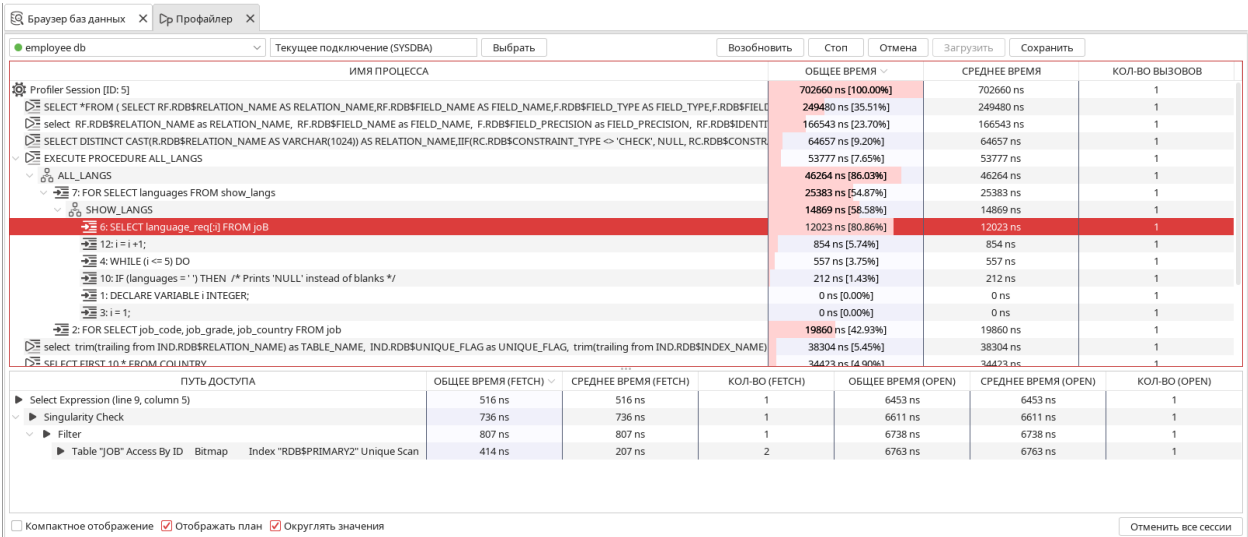 Браузер баз данных Профайлер
employee db Текущее подключение (SYSDBA) Выбрать Возобновить Стоп Отмена Загрузить Сохранить
ИМЯ ПРОЦЕССА ОБЩЕЕ ВРЕМЯ СРЕДНЕЕ ВРЕМЯ КОЛ-ВО ВЫЗОВОВ
Profiler Session [ID: 5] 702660 ns [100.00%] 702660 ns 1
SELECT *FROM ( SELECT RF.RDB$RELATION_NAME AS RELATION_NAME,RF.RDB$FIELD_NAME AS FIELD_NAME,F.RDB$FIELD_TYPE AS FIELD_TYPE,F.RDB$FIELD 249480 ns [35.51%] 249480 ns 1
select RF.RDB$RELATION_NAME as RELATION_NAME, RF.RDB$FIELD_NAME as FIELD_NAME, F.RDB$FIELD_PRECISION as FIELD_PRECISION, RF.RDB$IDENTI 166543 ns [23.70%] 166543 ns 1
SELECT DISTINCT CAST(R.RDB$RELATION_NAME AS VARCHAR(1024)) AS RELATION_NAME,IIF(RC.RDB$CONSTRAINT_TYPE <> 'CHECK', NULL, RC.RDB$CONSTR 64657 ns [9.20%] 64657 ns 1
EXECUTE PROCEDURE ALL_LANGS 53777 ns [7.65%] 53777 ns 1
ALL_LANGS 46264 ns [86.03%] 46264 ns 1
7: FOR SELECT languages FROM show_langs 25383 ns [54.87%] 25383 ns 1
SHOW_LANGS 14869 ns [58.58%] 14869 ns 1
6: SELECT language_req[:i] FROM joB 12023 ns [80.86%] 12023 ns 1
12: i = i +1; 854 ns [5.74%] 854 ns 1
4: WHILE (i <= 5) DO 557 ns [3.75%] 557 ns 1
10: IF (languages = ' ') THEN /* Prints 'NULL' instead of blanks */ 212 ns [1.43%] 212 ns 1
1: DECLARE VARIABLE i INTEGER; 0 ns [0.00%] 0 ns 1
3: i = 1; 0 ns [0.00%] 0 ns 1
2: FOR SELECT job_code, job_grade, job_country FROM job 19860 ns [42.93%] 19860 ns 1
select trim(trailing from IND.RDB$RELATION_NAME) as TABLE_NAME, IND.RDB$UNIQUE_FLAG as UNIQUE_FLAG, trim(trailing from IND.RDB$INDEX_NAME) 38304 ns [5.45%] 38304 ns 1
SELECT FIRST 10 * FROM COUNTRY 34423 ns [4.90%] 34423 ns 1
ПУТЬ ДОСТУПА ОБЩЕЕ ВРЕМЯ (FETCH) СРЕДНЕЕ ВРЕМЯ (FETCH) КОЛ-ВО (FETCH) ОБЩЕЕ ВРЕМЯ (OPEN) СРЕДНЕЕ ВРЕМЯ (OPEN) КОЛ-ВО (OPEN)
Select Expression (line 9, column 5) 516 ns 516 ns 1 6453 ns 6453 ns 1
Singularity Check 736 ns 736 ns 1 6611 ns 6611 ns 1
Filter 807 ns 807 ns 1 6738 ns 6738 ns 1
Table "JOB" Access By ID Bitmap Index "RDB$PRIMARY2" Unique Scan 414 ns 207 ns 2 6763 ns 6763 ns 1
Компактное отображение Отображать план Округлять значения Отменить все сессии